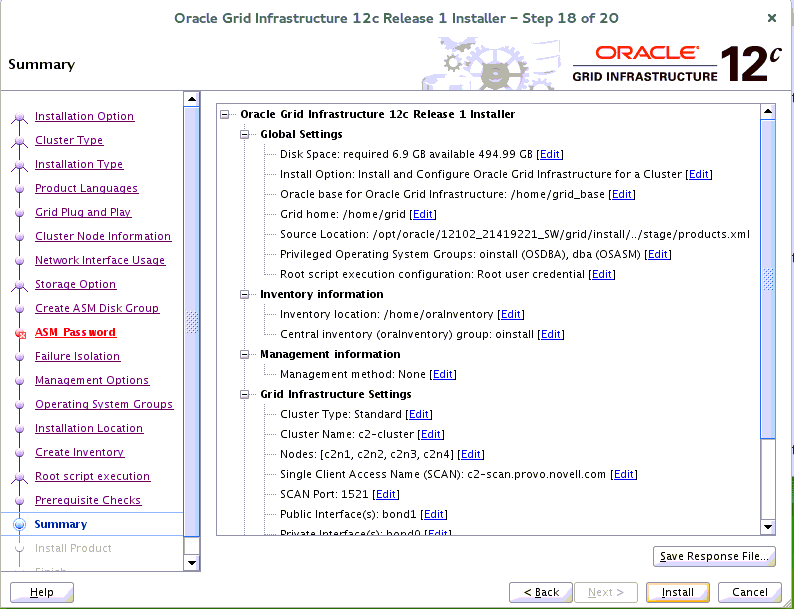 Oracle Grid Infrastructure 12c Release 1 Installer – Step 18 of 20
Summary
ORACLE
GRID INFRASTRUCTURE
12c
Installation Option
Cluster Type
Installation Type
Product Languages
Grid Plug and Play
Cluster Node Information
Network Interface Usage
Storage Option
Create ASM Disk Group
ASM Password
Failure Isolation
Management Options
Operating System Groups
Installation Location
Create Inventory
Root script execution
Prerequisite Checks
Summary
Install Product
Finish
Oracle Grid Infrastructure 12c Release 1 Installer
Global Settings
Disk Space: required 6.9 GB available 494.99 GB [Edit]
Install Option: Install and Configure Oracle Grid Infrastructure for a Cluster [Edit]
Oracle base for Oracle Grid Infrastructure: /home/grid_base [Edit]
Grid home: /home/grid [Edit]
Source Location: /opt/oracle/12102_21419221_SW/grid/install/../stage/products.xml
Privileged Operating System Groups: oinstall (OSDBA), dba (OSASM) [Edit]
Root script execution configuration: Root user credential [Edit]
Inventory information
Inventory location: /home/oraInventory [Edit]
Central inventory (oraInventory) group: oinstall [Edit]
Management information
Management method: None [Edit]
Grid Infrastructure Settings
Cluster Type: Standard [Edit]
Cluster Name: c2-cluster [Edit]
Nodes: [c2n1, c2n2, c2n3, c2n4] [Edit]
Single Client Access Name (SCAN): c2-scan.provo.novell.com [Edit]
SCAN Port: 1521 [Edit]
Public Interface(s): bond1 [Edit]
Private Interface(s): bond0 [Edit]
Save Response File...
Help
< Back
Next >
Install
Cancel